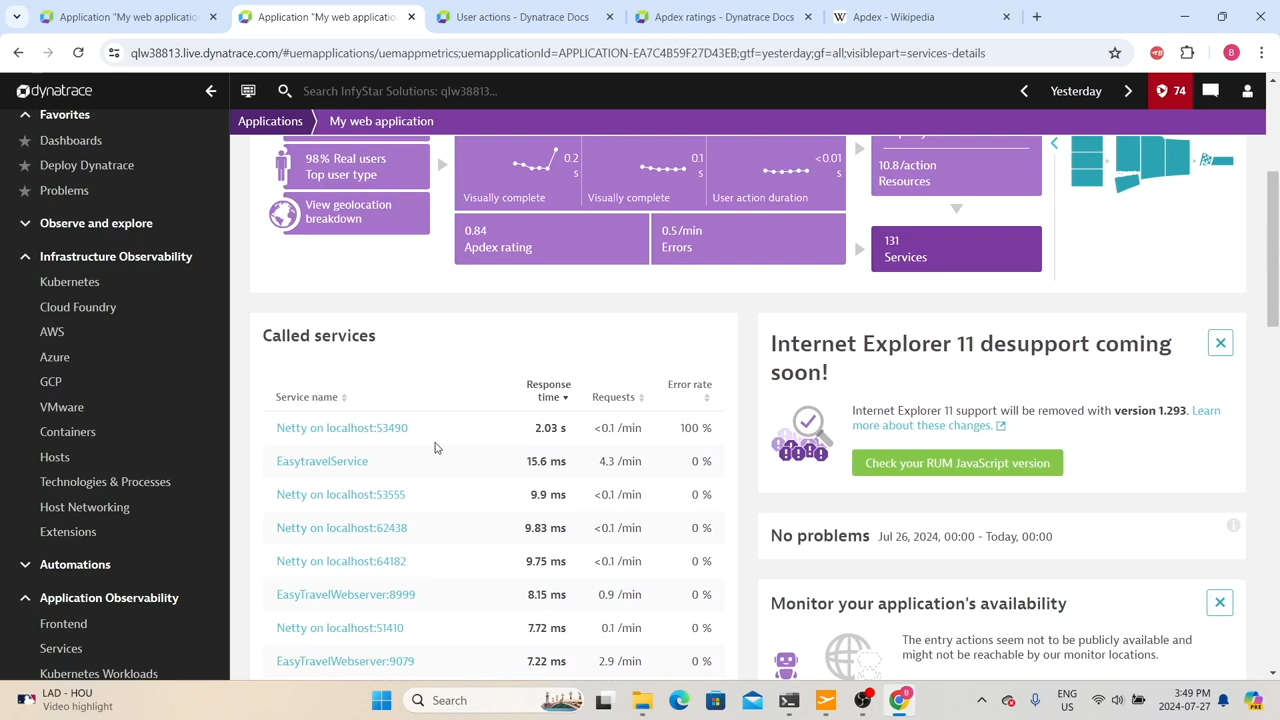 Application "My web applicatio
Application "My web applicatio
User actions - Dynatrace Docs
Apdex ratings - Dynatrace Docs
Apdex - Wikipedia
qlw38813.live.dynatrace.com/#uemapplications/uemappmetrics;uemapplicationId=APPLICATION-EA7C4B59F27D43EB;gtf=yesterday;gf=all;visiblepart=services-details
B
dynatrace
Search InfyStar Solutions: qlw38813...
Yesterday
74
Applications
My web application
Favorites
Dashboards
Deploy Dynatrace
Problems
Observe and explore
Infrastructure Observability
Kubernetes
Cloud Foundry
AWS
Azure
GCP
VMware
Containers
Hosts
Technologies & Processes
Host Networking
Extensions
Automations
Application Observability
Frontend
Services
Kubernetes Workloads
98% Real users
Top user type
View geolocation
breakdown
0.2
s
Visually complete
0.1
s
Visually complete
<0.01
s
User action duration
0.84
Apdex rating
0.5/min
Errors
10.8/action
Resources
131
Services
Called services
Service name
Response
time
Requests
Error rate
Netty on localhost:53490 2.03 s <0.1 /min 100 %
EasytravelService 15.6 ms 4.3 /min 0 %
Netty on localhost:53555 9.9 ms <0.1 /min 0 %
Netty on localhost:62438 9.83 ms <0.1 /min 0 %
Netty on localhost:64182 9.75 ms <0.1 /min 0 %
EasyTravelWebserver:8999 8.15 ms 0.9 /min 0 %
Netty on localhost:51410 7.72 ms 0.1 /min 0 %
EasyTravelWebserver:9079 7.22 ms 2.9 /min 0 %
Internet Explorer 11 desupport coming
soon!
Internet Explorer 11 support will be removed with version 1.293. Learn
more about these changes.
Check your RUM JavaScript version
No problems Jul 26, 2024, 00:00 - Today, 00:00
Monitor your application's availability
The entry actions seem not to be publicly available and
might not be reachable by our monitor locations.
LAD - HOU
Video highlight
Search
ENG
US
3:49 PM
2024-07-27
PRE